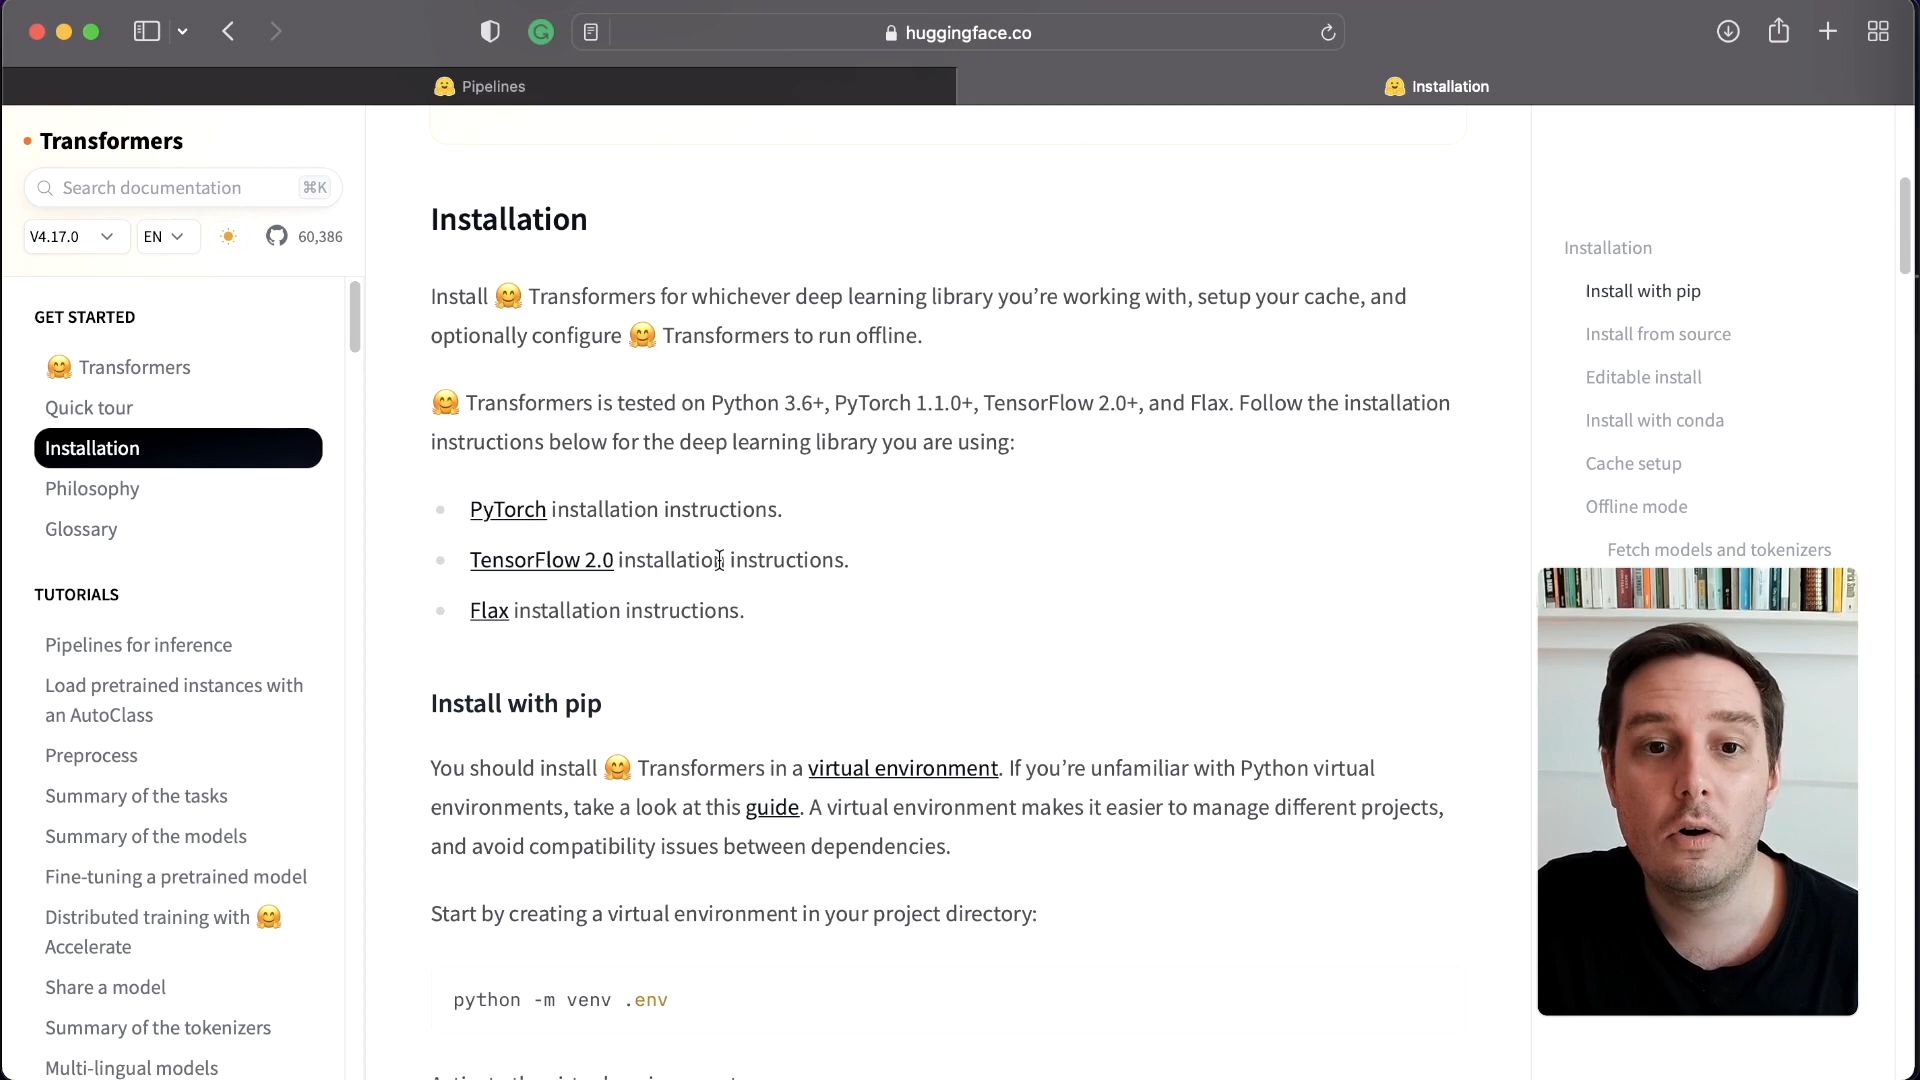 huggingface.co
Pipelines
Installation
Transformers
Search documentation ⌘K
V4.17.0 EN 60,386
GET STARTED
🤗 Transformers
Quick tour
Installation
Philosophy
Glossary
TUTORIALS
Pipelines for inference
Load pretrained instances with
an AutoClass
Preprocess
Summary of the tasks
Summary of the models
Fine-tuning a pretrained model
Distributed training with 🤗
Accelerate
Share a model
Summary of the tokenizers
Multi-lingual models
Installation
Install 🤗 Transformers for whichever deep learning library you’re working with, setup your cache, and
optionally configure 🤗 Transformers to run offline.
🤗 Transformers is tested on Python 3.6+, PyTorch 1.1.0+, TensorFlow 2.0+, and Flax. Follow the installation
instructions below for the deep learning library you are using:
PyTorch installation instructions.
TensorFlow 2.0 installation instructions.
Flax installation instructions.
Install with pip
You should install 🤗 Transformers in a virtual environment. If you’re unfamiliar with Python virtual
environments, take a look at this guide. A virtual environment makes it easier to manage different projects,
and avoid compatibility issues between dependencies.
Start by creating a virtual environment in your project directory:
python -m venv .env
Installation
Install with pip
Install from source
Editable install
Install with conda
Cache setup
Offline mode
Fetch models and tokenizers